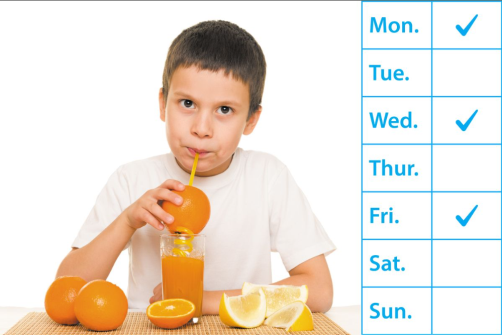 Mon. ✓
Tue.
Wed. ✓
Thur.
Fri. ✓
Sat.
Sun.